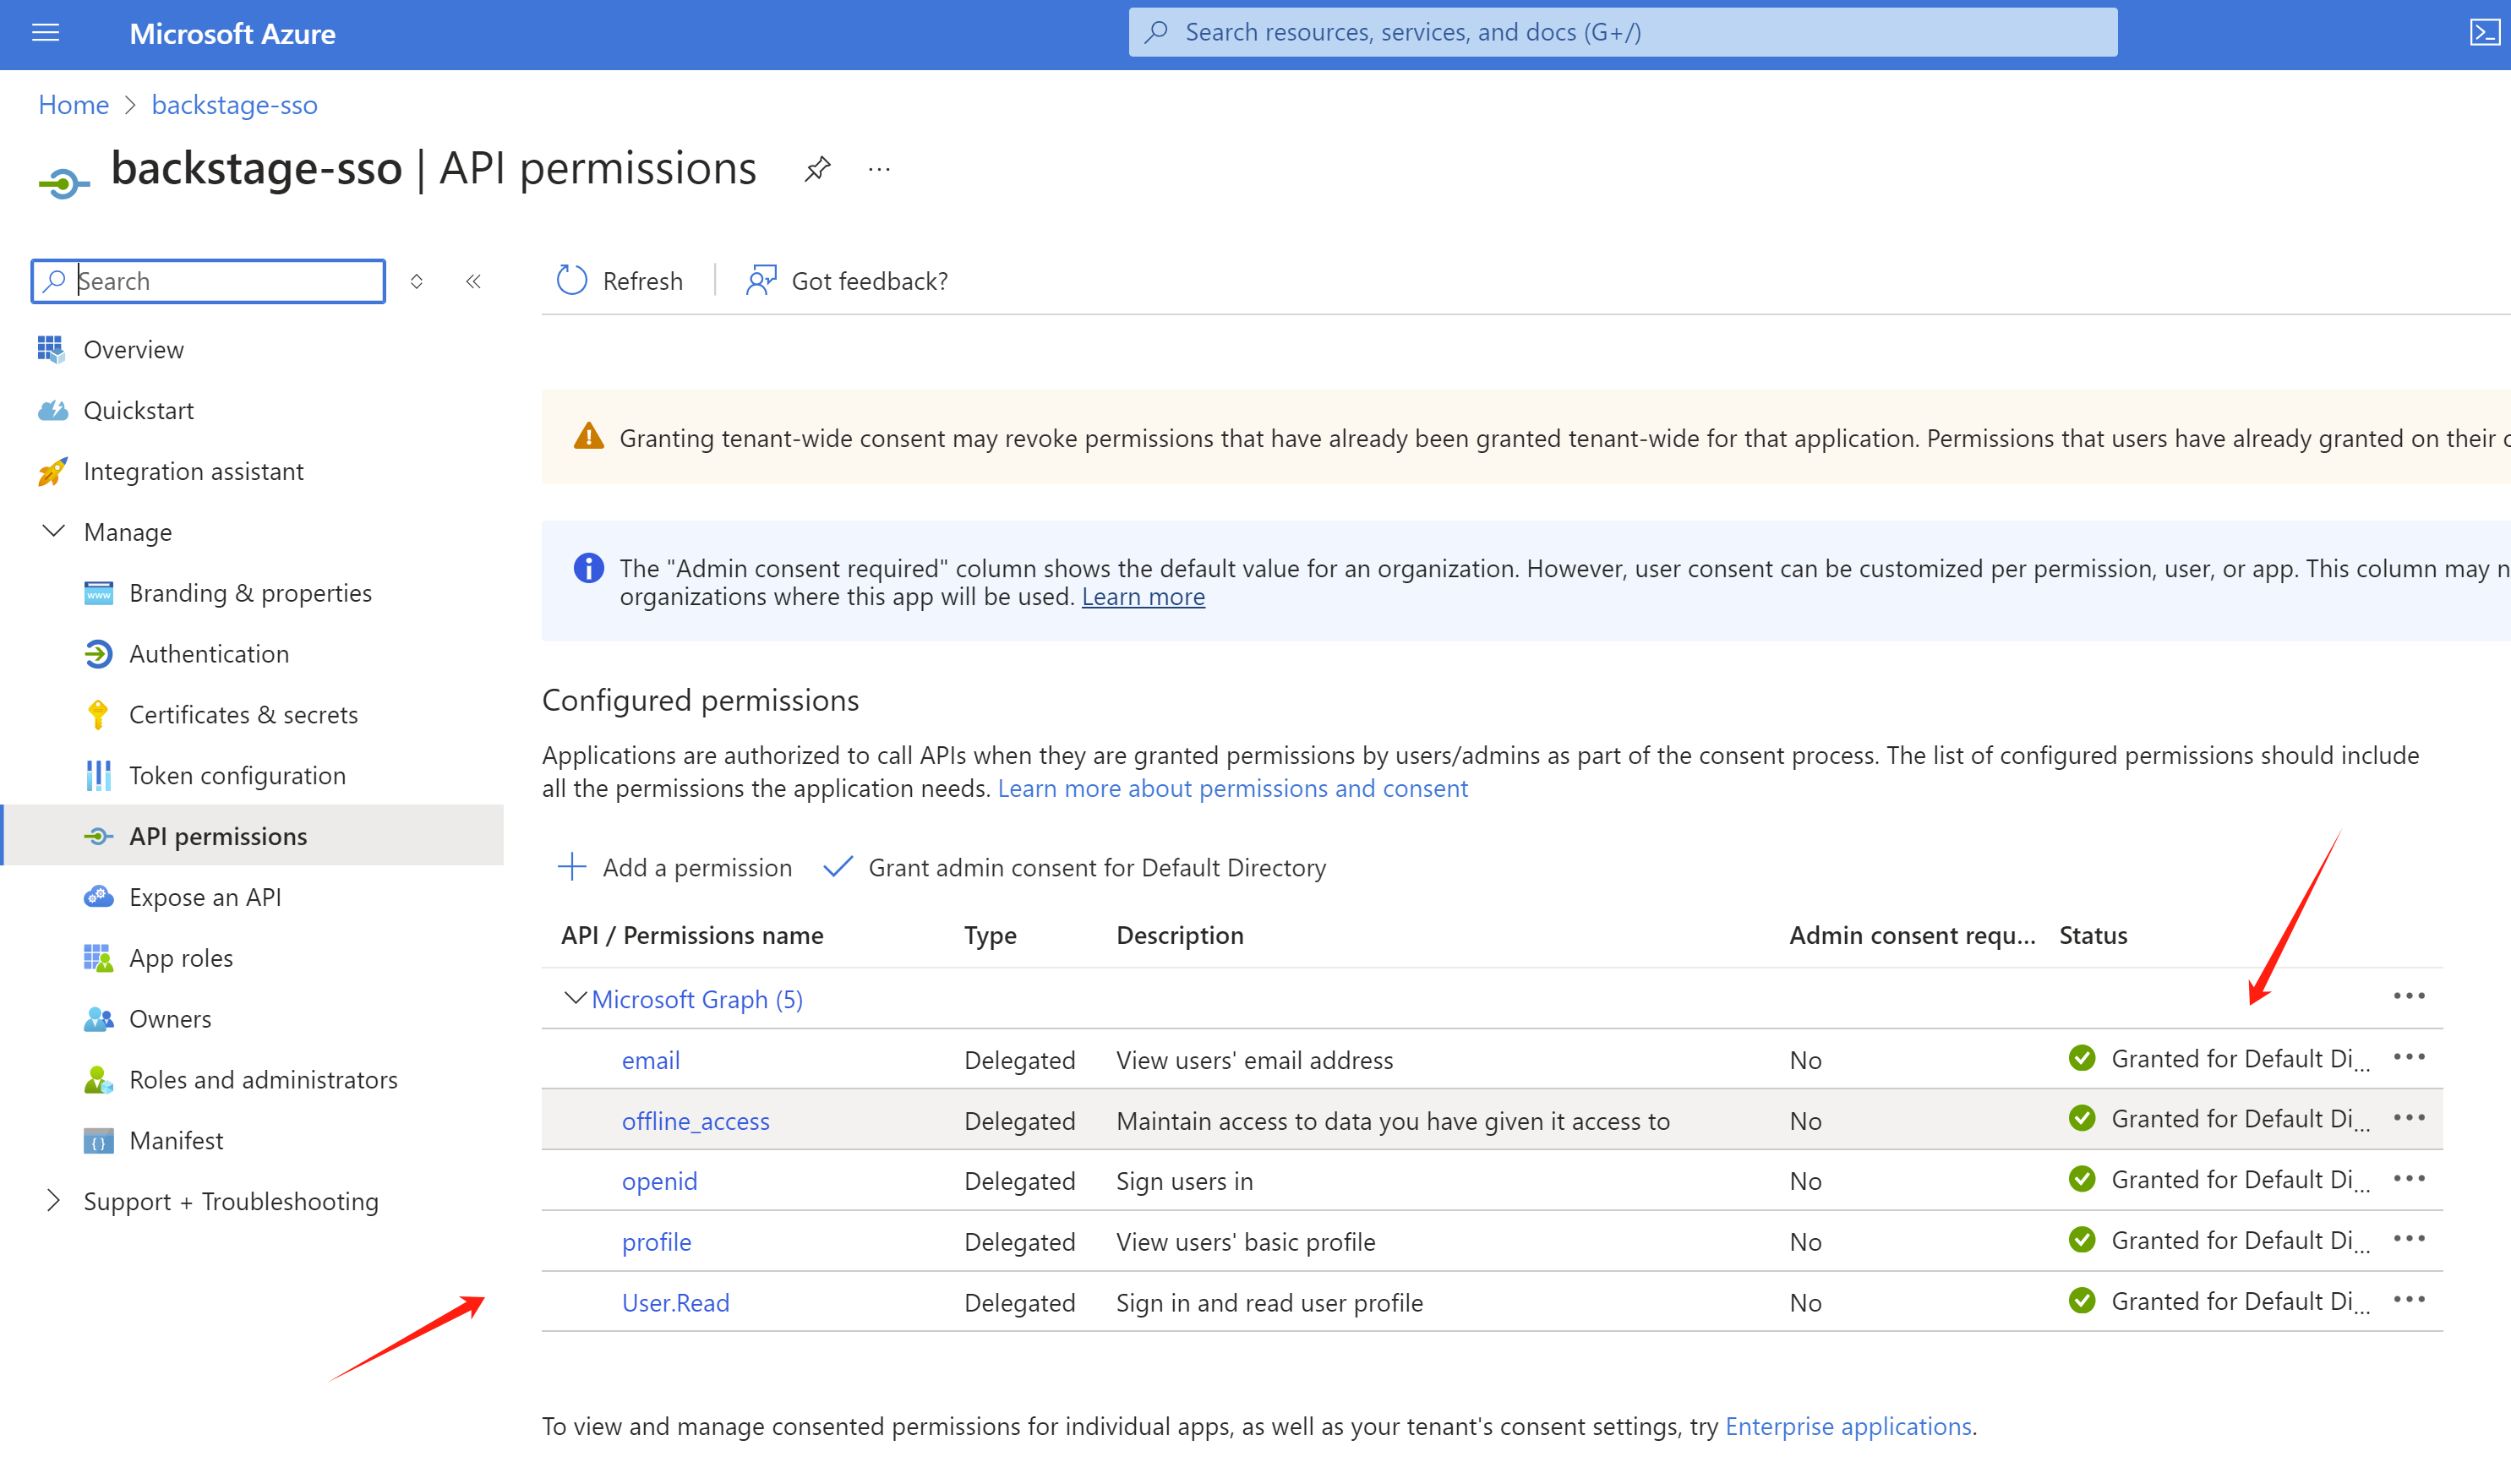 Microsoft Azure
Search resources, services, and docs (G+/)
Home > backstage-sso
backstage-sso | API permissions
...
Search
Refresh
Got feedback?
Overview
Quickstart
Integration assistant
Manage
Branding & properties
Authentication
Certificates & secrets
Token configuration
API permissions
Expose an API
App roles
Owners
Roles and administrators
Manifest
Support + Troubleshooting
Granting tenant-wide consent may revoke permissions that have already been granted tenant-wide for that application. Permissions that users have already granted on their
The "Admin consent required" column shows the default value for an organization. However, user consent can be customized per permission, user, or app. This column may
organizations where this app will be used. Learn more
Configured permissions
Applications are authorized to call APIs when they are granted permissions by users/admins as part of the consent process. The list of configured permissions should include
all the permissions the application needs. Learn more about permissions and consent
Add a permission
Grant admin consent for Default Directory
API / Permissions name Type Description Admin consent requ... Status
Microsoft Graph (5)
email Delegated View users' email address No Granted for Default Di...
offline_access Delegated Maintain access to data you have given it access to No Granted for Default Di...
openid Delegated Sign users in No Granted for Default Di...
profile Delegated View users' basic profile No Granted for Default Di...
User.Read Delegated Sign in and read user profile No Granted for Default Di...
To view and manage consented permissions for individual apps, as well as your tenant's consent settings, try Enterprise applications.